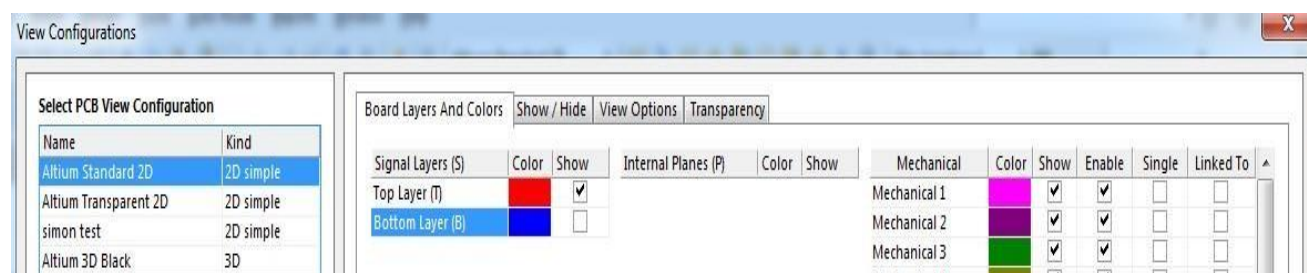 View Configurations
X
Select PCB View Configuration
Name Kind
Altium Standard 2D 2D simple
Altium Transparent 2D 2D simple
simon test 2D simple
Altium 3D Black 3D
Board Layers And Colors Show / Hide View Options Transparency
Signal Layers (S) Color Show Internal Planes (P) Color Show Mechanical Color Show Enable Single Linked To
Top Layer (T) Mechanical 1
Bottom Layer (B) Mechanical 2
Mechanical 3